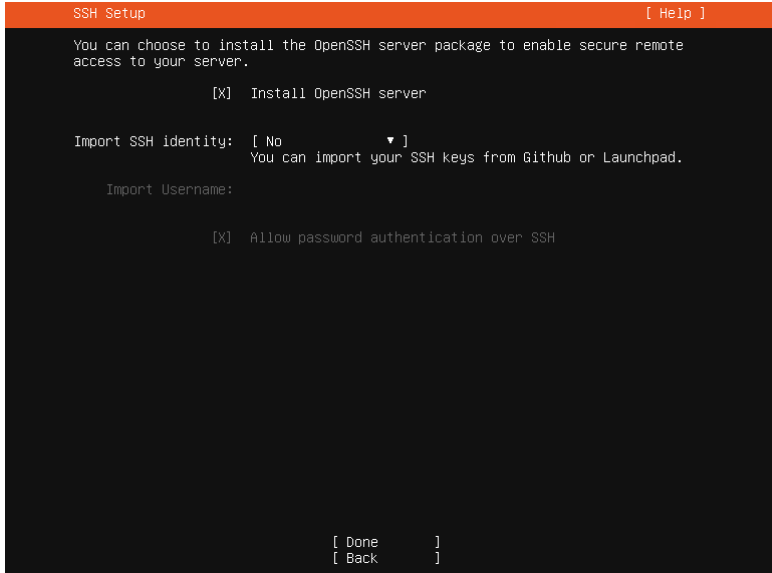 SSH Setup [ Help ]
You can choose to install the OpenSSH server package to enable secure remote
access to your server.
[X] Install OpenSSH server
Import SSH identity: [ No ▾ ]
You can import your SSH keys from Github or Launchpad.
Import Username:
[X] Allow password authentication over SSH
[ Done ]
[ Back ]